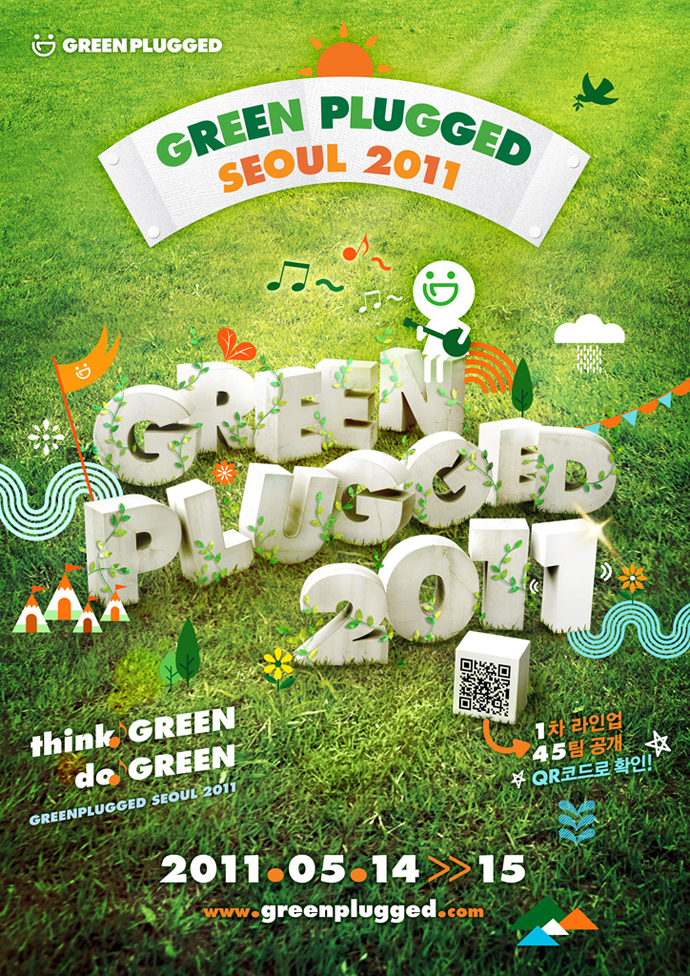 GREEN PLUGGED
GREEN PLUGGED
SEOUL 2011
GREEN
PLUGGED
2011
1차 라인업
45팀 공개
QR코드로 확인!
think GREEN
do GREEN
GREENPLUGGED SEOUL 2011
2011.05.14 >> 15
www.greenplugged.com